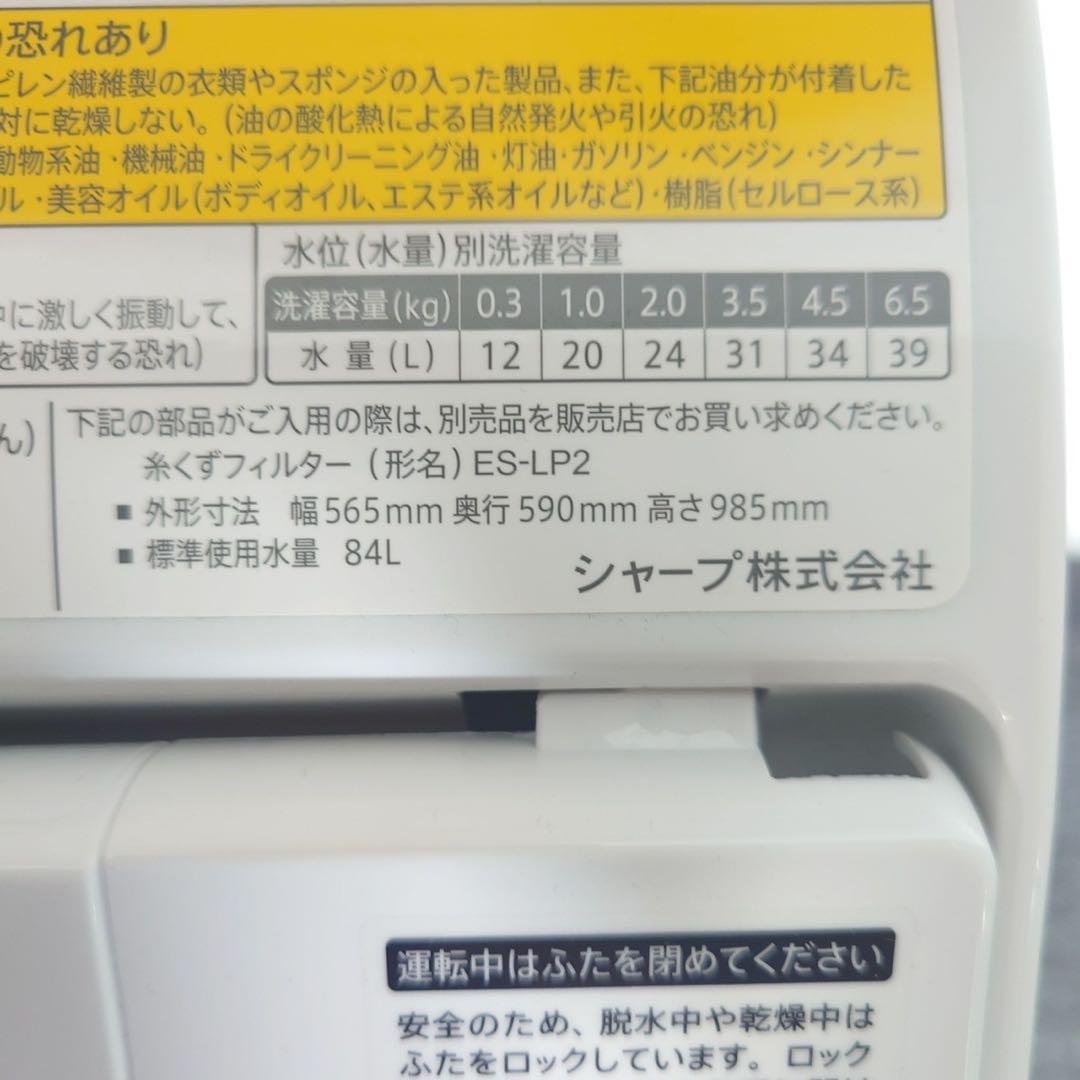 の恐れあり
ピレン繊維製の衣類やスポンジの入った製品、また、下記油分が付着した
対に乾燥しない。(油の酸化熱による自然発火や引火の恐れ)
動物系油・機械油・ドライクリーニング油・灯油・ガソリン・ベンジン・シンナー
ル・美容オイル(ボディオイル、エステ系オイルなど)・樹脂(セルロース系)
中に激しく振動して、
を破壊する恐れ)
水位(水量)別洗濯容量
洗濯容量(kg) 0.3 1.0 2.0 3.5 4.5 6.5
水量(L) 12 20 24 31 34 39
ん)
下記の部品がご入用の際は、別売品を販売店でお買い求めください。
糸くずフィルター (形名) ES-LP2
■ 外形寸法 幅565mm 奥行590mm 高さ985mm
■ 標準使用水量 84L
シャープ株式会社
運転中はふたを閉めてください
安全のため、脱水中や乾燥中は
ふたをロックしています。ロック